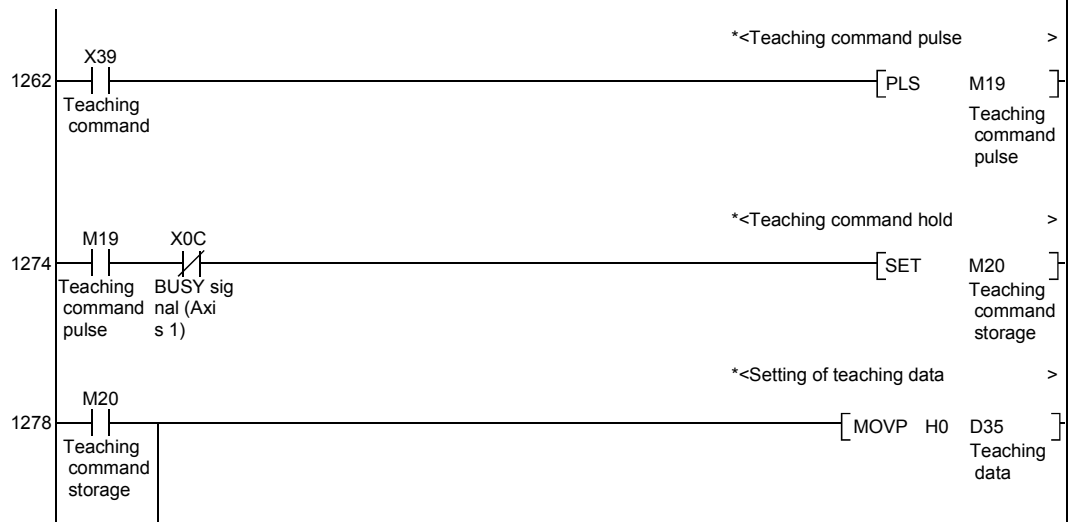 *<Teaching command pulse >
X39
1262
PLS M19
Teaching
command
Teaching
command
pulse
*<Teaching command hold >
M19 X0C
1274
SET M20
Teaching
command
pulse
BUSY sig
nal (Axi
s 1)
Teaching
command
storage
*<Setting of teaching data >
M20
1278
MOVP H0 D35
Teaching
command
storage
Teaching
data